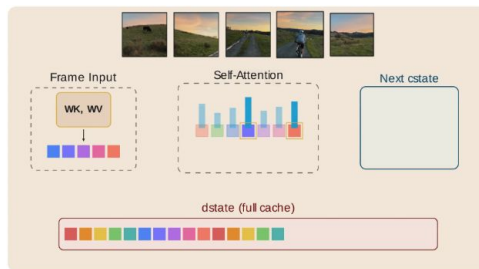 Frame Input
Self-Attention
Next cstate
WK, WV
dstate (full cache)